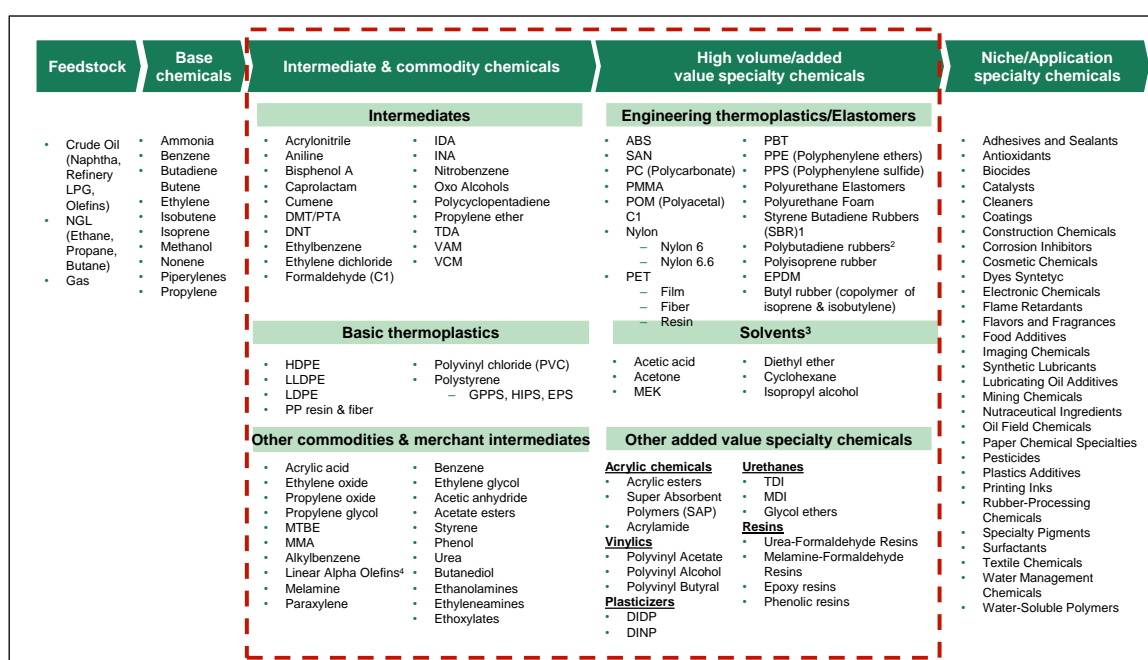 Feedstock
Base
chemicals
Intermediate & commodity chemicals
High volume/added
value specialty chemicals
Niche/Application
specialty chemicals
• Crude Oil
(Naphtha,
Refinery
LPG,
Olefins)
• NGL
(Ethane,
Propane,
Butane)
• Gas
• Ammonia
• Benzene
• Butadiene
Butene
• Ethylene
• Isobutene
• Isoprene
• Methanol
• Nonene
• Piperylenes
• Propylene
Intermediates
• Acrylonitrile
• Aniline
• Bisphenol A
• Caprolactam
• Cumene
• DMT/PTA
• DNT
• Ethylbenzene
• Ethylene dichloride
• Formaldehyde (C1)
• IDA
• INA
• Nitrobenzene
• Oxo Alcohols
• Polycyclopentadiene
• Propylene ether
• TDA
• VAM
• VCM
Basic thermoplastics
• HDPE
• LLDPE
• LDPE
• PP resin & fiber
• Polyvinyl chloride (PVC)
• Polystyrene
– GPPS, HIPS, EPS
Other commodities & merchant intermediates
• Acrylic acid
• Ethylene oxide
• Propylene oxide
• Propylene glycol
• MTBE
• MMA
• Alkylbenzene
• Linear Alpha Olefins⁴
• Melamine
• Paraxylene
• Benzene
• Ethylene glycol
• Acetic anhydride
• Acetate esters
• Styrene
• Phenol
• Urea
• Butanediol
• Ethanolamines
• Ethyleneamines
• Ethoxylates
Engineering thermoplastics/Elastomers
• ABS
• SAN
• PC (Polycarbonate)
• PMMA
• POM (Polyacetal)
C1
• Nylon
– Nylon 6
– Nylon 6.6
• PET
– Film
– Fiber
– Resin
• PBT
• PPE (Polyphenylene ethers)
• PPS (Polyphenylene sulfide)
• Polyurethane Elastomers
• Polyurethane Foam
• Styrene Butadiene Rubbers
(SBR)1
• Polybutadiene rubbers²
• Polyisoprene rubber
• EPDM
• Butyl rubber (copolymer of
isoprene & isobutylene)
Solvents³
• Acetic acid
• Acetone
• MEK
• Diethyl ether
• Cyclohexane
• Isopropyl alcohol
Other added value specialty chemicals
Acrylic chemicals
• Acrylic esters
• Super Absorbent
Polymers (SAP)
• Acrylamide
Vinylics
• Polyvinyl Acetate
• Polyvinyl Alcohol
• Polyvinyl Butyral
Plasticizers
• DIDP
• DINP
Urethanes
• TDI
• MDI
• Glycol ethers
Resins
• Urea-Formaldehyde Resins
• Melamine-Formaldehyde
Resins
• Epoxy resins
• Phenolic resins
• Adhesives and Sealants
• Antioxidants
• Biocides
• Catalysts
• Cleaners
• Coatings
• Construction Chemicals
• Corrosion Inhibitors
• Cosmetic Chemicals
• Dyes Syntetyc
• Electronic Chemicals
• Flame Retardants
• Flavors and Fragrances
• Food Additives
• Imaging Chemicals
• Synthetic Lubricants
• Lubricating Oil Additives
• Mining Chemicals
• Nutraceutical Ingredients
• Oil Field Chemicals
• Paper Chemical Specialties
• Pesticides
• Plastics Additives
• Printing Inks
• Rubber-Processing
Chemicals
• Specialty Pigments
• Surfactants
• Textile Chemicals
• Water Management
Chemicals
• Water-Soluble Polymers